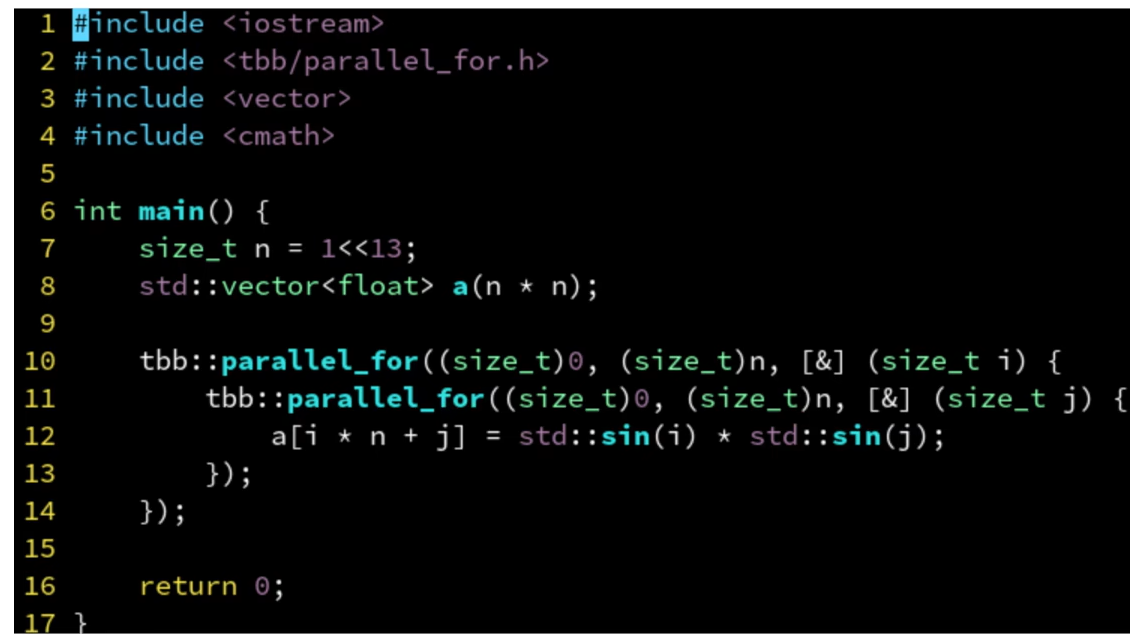 1 #include <iostream>
2 #include <tbb/parallel_for.h>
3 #include <vector>
4 #include <cmath>
5
6 int main() {
7     size_t n = 1<<13;
8     std::vector<float> a(n * n);
9
10     tbb::parallel_for((size_t)0, (size_t)n, [&] (size_t i) {
11         tbb::parallel_for((size_t)0, (size_t)n, [&] (size_t j) {
12             a[i * n + j] = std::sin(i) * std::sin(j);
13         });
14     });
15
16     return 0;
17 }